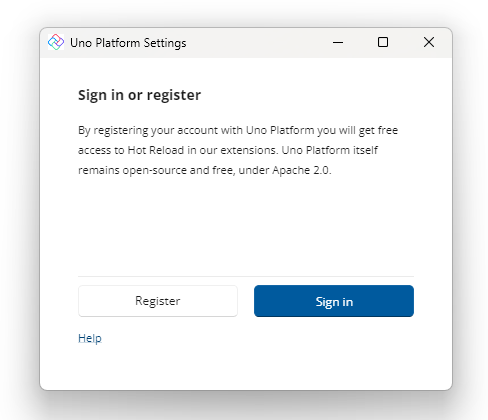 Uno Platform Settings
Sign in or register
By registering your account with Uno Platform you will get free
access to Hot Reload in our extensions. Uno Platform itself
remains open-source and free, under Apache 2.0.
Register
Sign in
Help